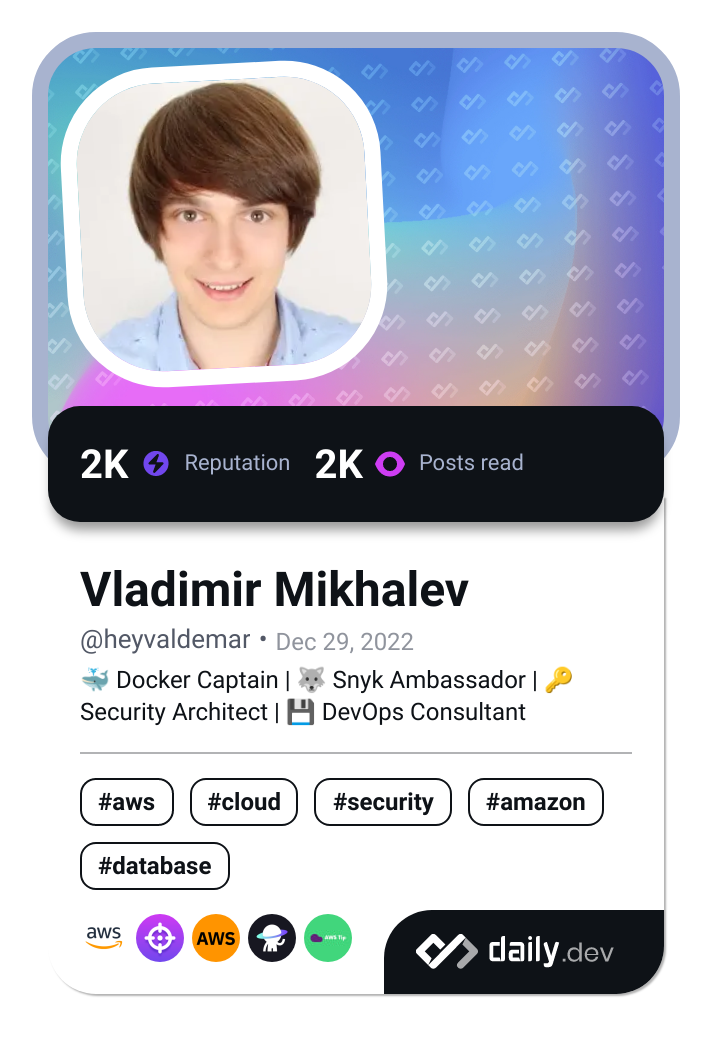 2K Reputation 2K Posts read
Vladimir Mikhalev
@heyvaldemar • Dec 29, 2022
🐳 Docker Captain | 🐺 Snyk Ambassador | 🔑
Security Architect | 💾 DevOps Consultant
#aws #cloud #security #amazon
#database
aws AWS AWS Tip
daily.dev